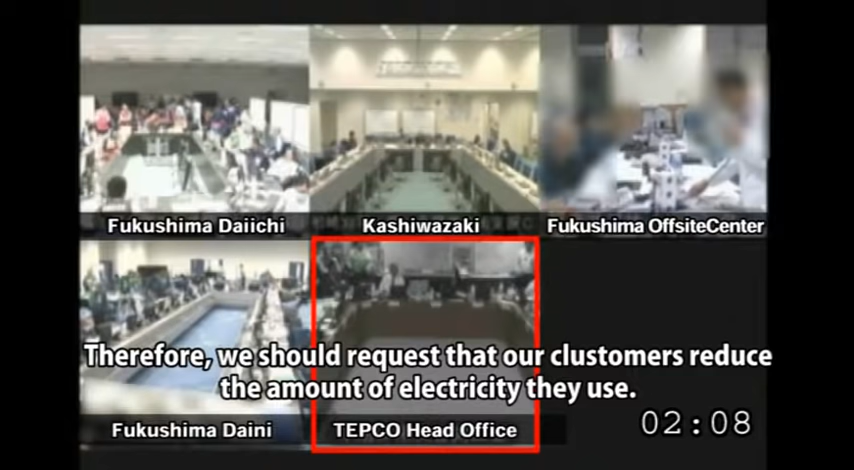 Fukushima Daiichi
Kashiwazaki
Fukushima OffsiteCenter
Therefore, we should request that our clustomers reduce
the amount of electricity they use.
Fukushima Daini
TEPCO Head Office
02:08